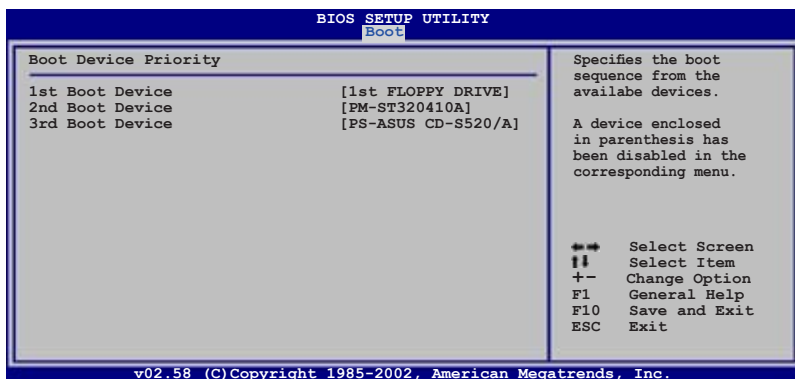 BIOS SETUP UTILITY
Boot
Boot Device Priority
1st Boot Device [1st FLOPPY DRIVE]
2nd Boot Device [PM-ST320410A]
3rd Boot Device [PS-ASUS CD-S520/A]
Specifies the boot
sequence from the
availabe devices.
A device enclosed
in parenthesis has
been disabled in the
corresponding menu.
Select Screen
Select Item
+- Change Option
F1 General Help
F10 Save and Exit
ESC Exit
v02.58 (C)Copyright 1985-2002, American Megatrends, Inc.